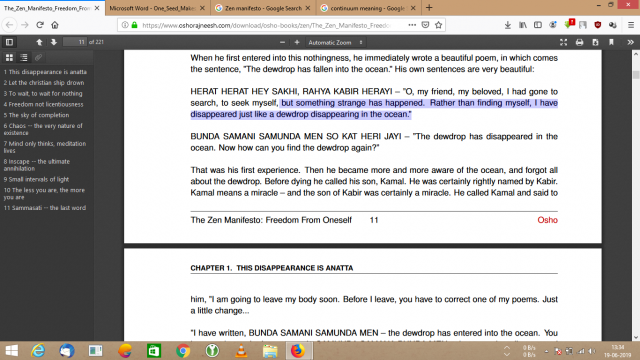 The_Zen_Manifesto_Freedom_Fro
Microsoft Word - One_Seed_Make
Zen manifesto - Google Search
continuum meaning - Google
https://www.oshorajneesh.com/download/osho-books/zen/The_Zen_Manifesto_Freedom_
Search
11 of 221
Automatic Zoom
1 This disappearance is anatta
2 Let the christian ship drown
3 To wait, to wait for nothing
4 Freedom not licentiousness
5 The sky of completion
6 Chaos -- the very nature of existence
7 Mind only thinks, meditation lives
8 Inscape -- the ultimate annihilation
9 Small intervals of light
10 The less you are, the more you are
11 Sammasati -- the last word
When he first entered into this nothingness, he immediately wrote a beautiful poem, in which comes
the sentence, "The dewdrop has fallen into the ocean." His own sentences are very beautiful:
HERAT HERAT HEY SAKHI, RAHYA KABIR HERAYI – "O, my friend, my beloved, I had gone to
search, to seek myself, but something strange has happened. Rather than finding myself, I have
disappeared just like a dewdrop disappearing in the ocean."
BUNDA SAMANI SAMUNDA MEN SO KAT HERI JAYI – "The dewdrop has disappeared in the
ocean. Now how can you find the dewdrop again?"
That was his first experience. Then he became more and more aware of the ocean, and forgot all
about the dewdrop. Before dying he called his son, Kamal. He was certainly rightly named by Kabir.
Kamal means a miracle – and the son of Kabir was certainly a miracle. He called Kamal and said to
The Zen Manifesto: Freedom From Oneself 11 Osho
CHAPTER 1. THIS DISAPPEARANCE IS ANATTA
him, "I am going to leave my body soon. Before I leave, you have to correct one of my poems. Just
a little change...
"I have written, BUNDA SAMANI SAMUNDA MEN – the dewdrop has entered into the ocean. You
0 B/s
0 B/s
13:34
19-06-2019